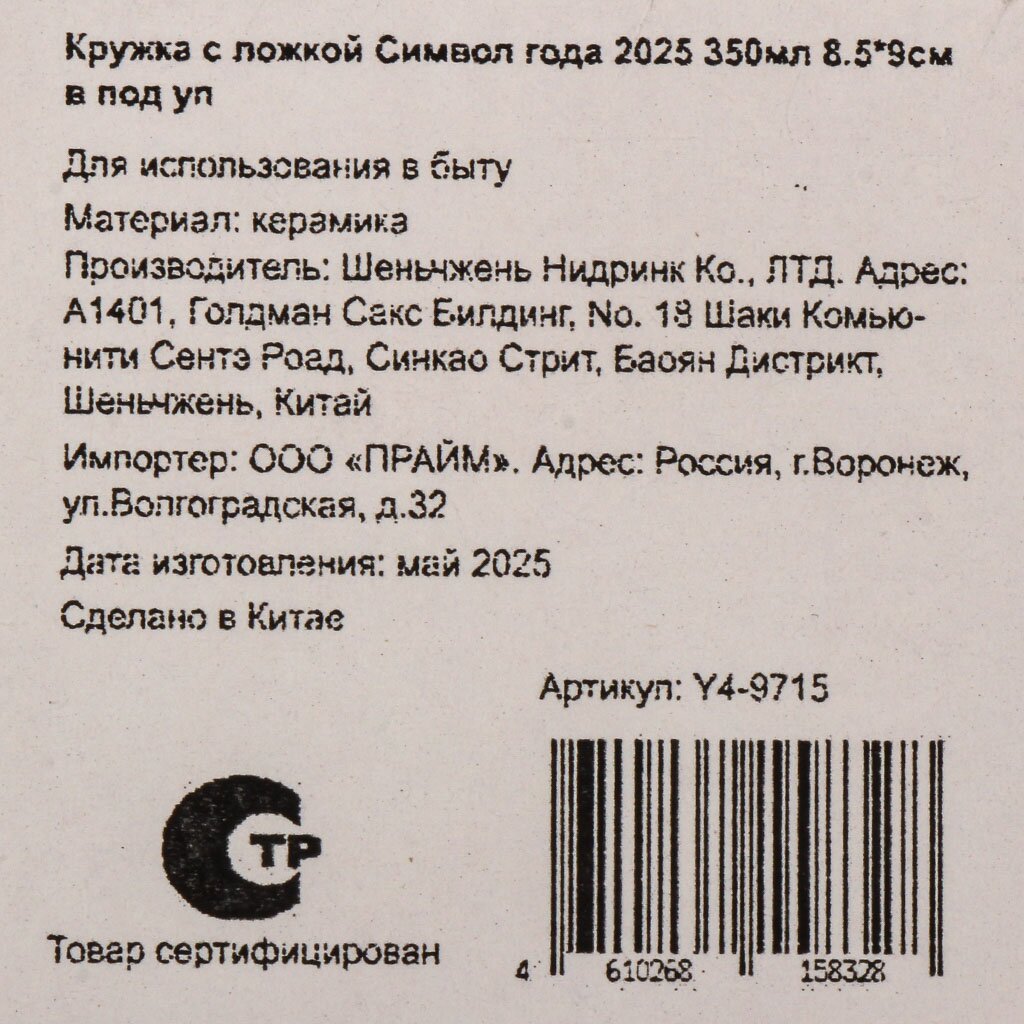 Кружка с ложкой Символ года 2025 350мл 8.5*9см
в под уп
Для использования в быту
Материал: керамика
Производитель: Шеньчжень Нидринк Ко., ЛТД. Адрес:
А1401, Голдман Сакс Билдинг, No. 18 Шаки Комью-
нити Сентэ Роад, Синкао Стрит, Баоян Дистрикт,
Шеньчжень, Китай
Импортер: ООО «ПРАЙМ». Адрес: Россия, г.Воронеж,
ул.Волгоградская, д.32
Дата изготовления: май 2025
Сделано в Китае
Артикул: Y4-9715
ТР
Товар сертифицирован
4 610268 158328